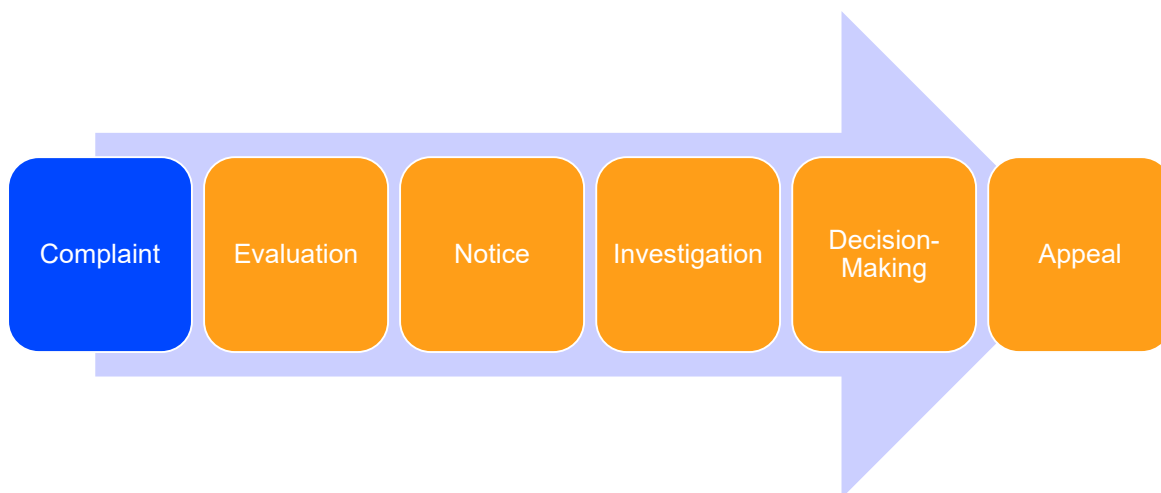 Complaint
Evaluation
Notice
Investigation
Decision-
Making
Appeal